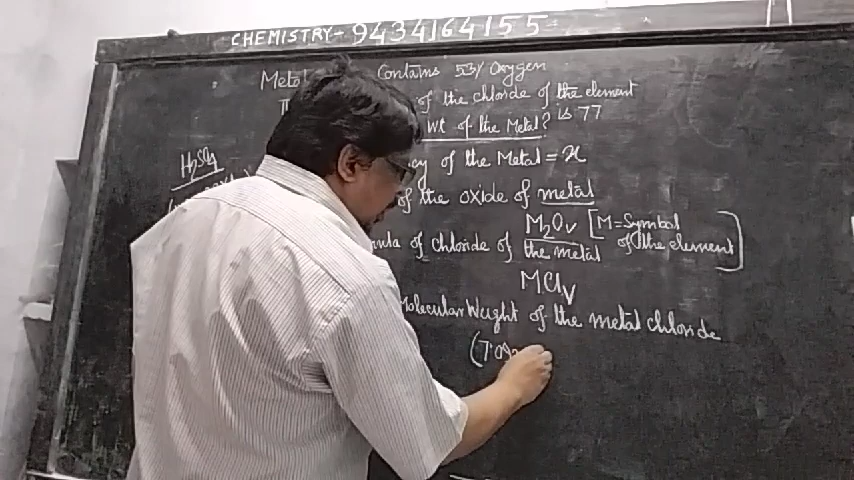 CHEMISTRY- 9434164155
Metal Contains 53% Oxygen
of the chloride of the element
is 77
Wt of the Metal?
H2SO4
of the Metal = x
of the oxide of metal
M2Ov [M=Symbol
of the element]
of chloride of the metal
MClv
Molecular Weight of the metal chloride